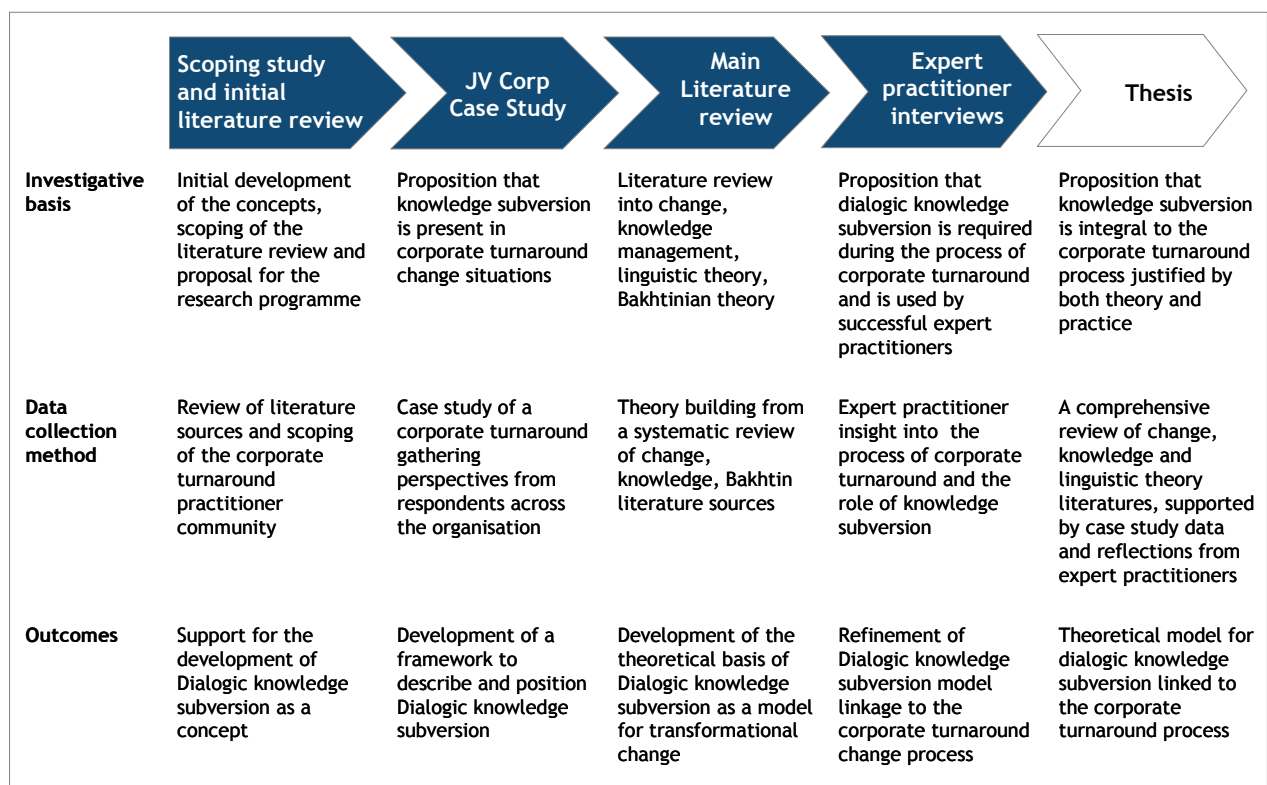 Scoping study
and initial
literature review
JV Corp
Case Study
Main
Literature
review
Expert
practitioner
interviews
Thesis
Investigative
basis
Initial development
of the concepts,
scoping of the
literature review and
proposal for the
research programme
Proposition that
knowledge subversion
is present in
corporate turnaround
change situations
Literature review
into change,
knowledge
management,
linguistic theory,
Bakhtinian theory
Proposition that
dialogic knowledge
subversion is required
during the process of
corporate turnaround
and is used by
successful expert
practitioners
Proposition that
knowledge subversion
is integral to the
corporate turnaround
process justified by
both theory and
practice
Data
collection
method
Review of literature
sources and scoping
of the corporate
turnaround
practitioner
community
Case study of a
corporate turnaround
gathering
perspectives from
respondents across
the organisation
Theory building from
a systematic review
of change,
knowledge, Bakhtin
literature sources
Expert practitioner
insight into the
process of corporate
turnaround and the
role of knowledge
subversion
A comprehensive
review of change,
knowledge and
linguistic theory
literatures, supported
by case study data
and reflections from
expert practitioners
Outcomes
Support for the
development of
Dialogic knowledge
subversion as a
concept
Development of a
framework to
describe and position
Dialogic knowledge
subversion
Development of the
theoretical basis of
Dialogic knowledge
subversion as a model
for transformational
change
Refinement of
Dialogic knowledge
subversion model
linkage to the
corporate turnaround
change process
Theoretical model for
dialogic knowledge
subversion linked to
the corporate
turnaround process